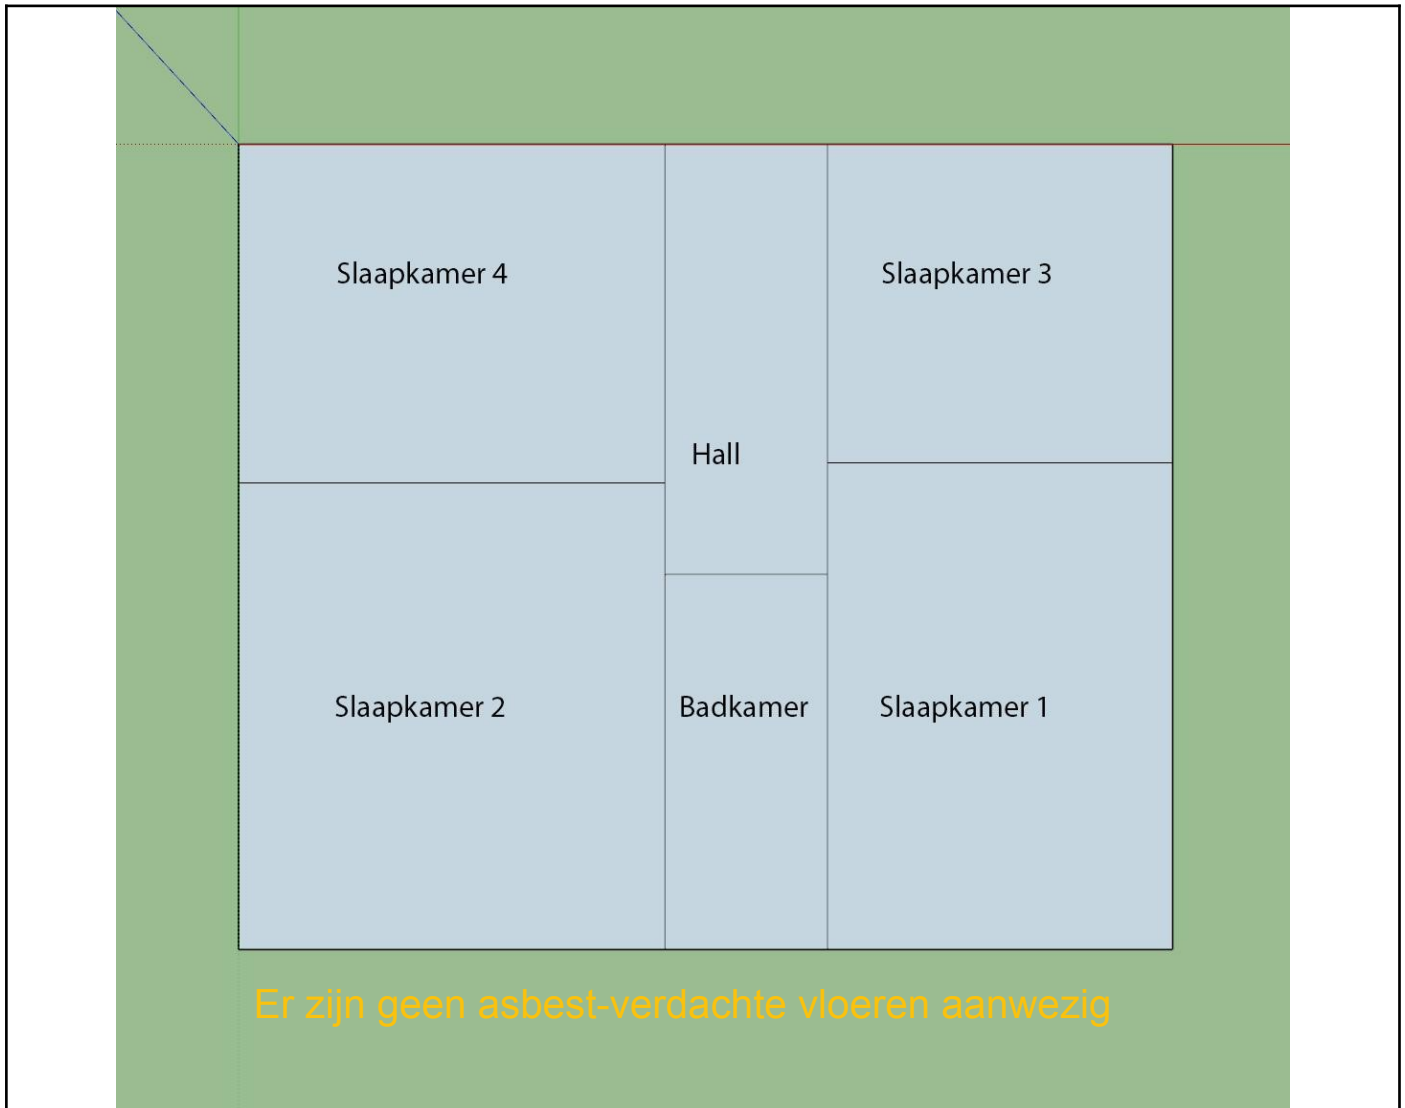 Slaapkamer 4
Slaapkamer 3
Hall
Slaapkamer 2
Badkamer
Slaapkamer 1
Er zijn geen asbest-verdachte vloeren aanwezig